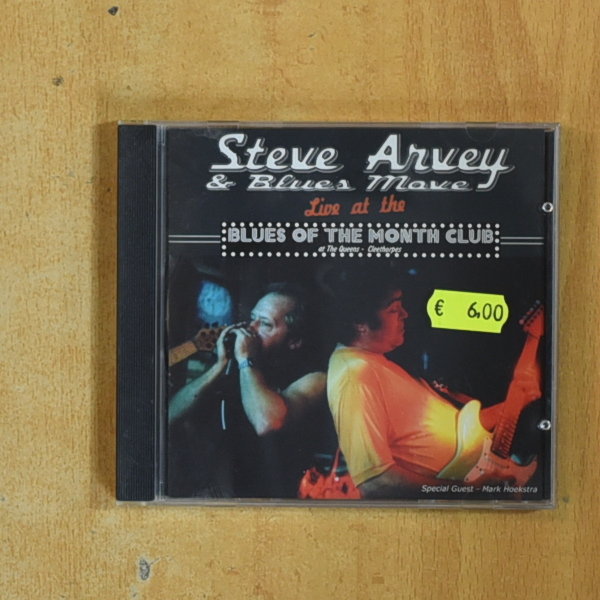 Steve Arvey
& Blues Move
Live at the
BLUES OF THE MONTH CLUB
at The Queens - Cleethorpes
€ 6,00
Special Guest - Mark Hoekstra